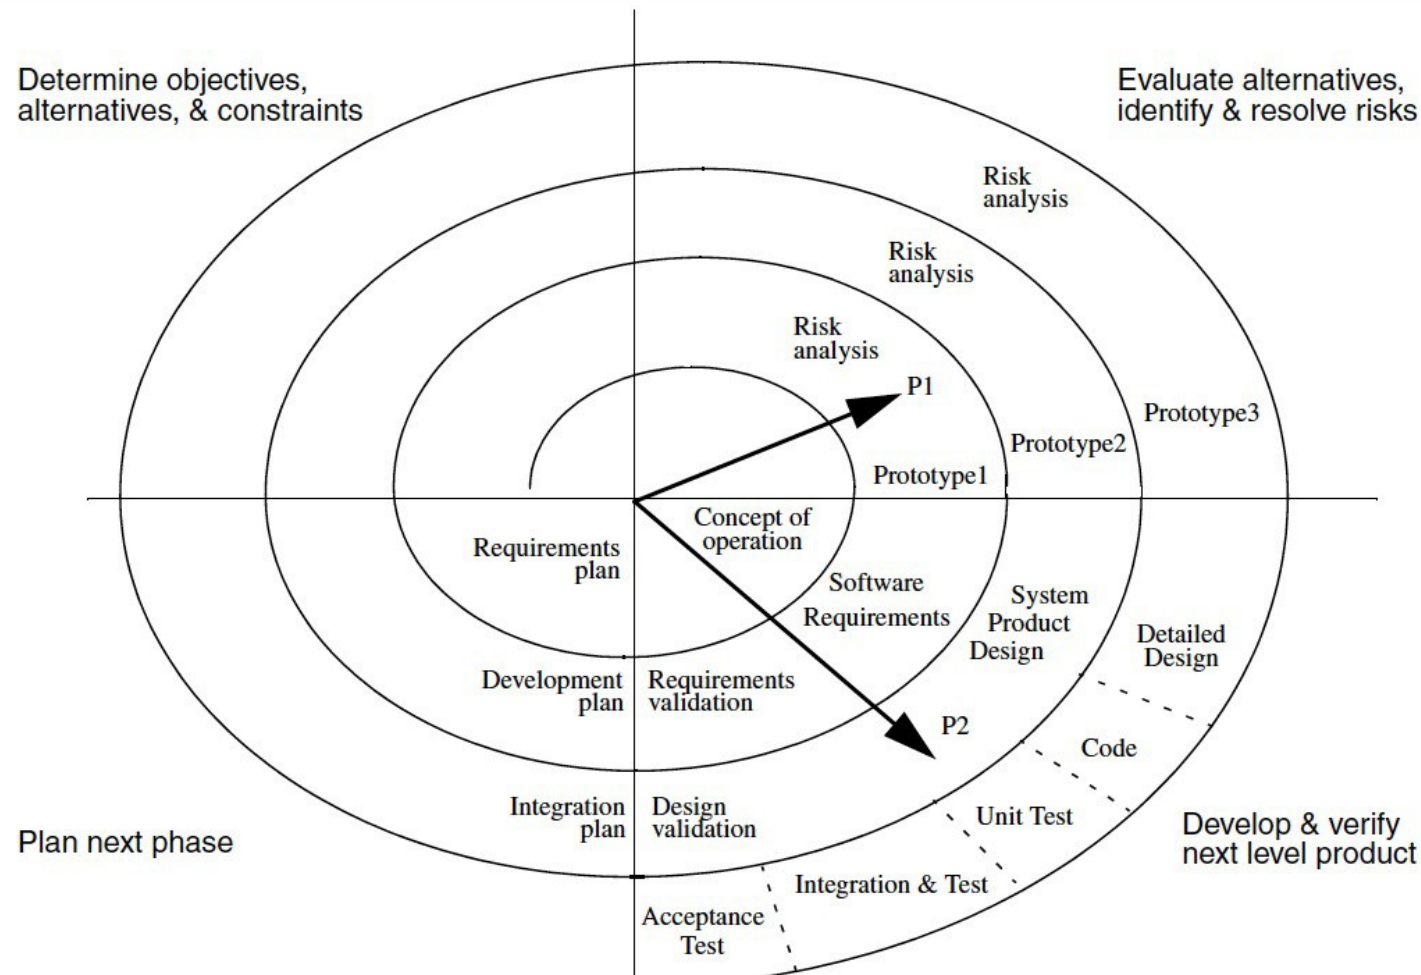 Determine objectives,
alternatives, & constraints
Evaluate alternatives,
identify & resolve risks
Risk
analysis
Risk
analysis
Risk
analysis
P1
Prototype3
Prototype2
Prototype1
Concept of
operation
Requirements
plan
Software
Requirements
System
Product
Design
Detailed
Design
Development
plan
Requirements
validation
P2
Code
Integration
plan
Design
validation
Unit Test
Plan next phase
Develop & verify
next level product
Integration & Test
Acceptance
Test